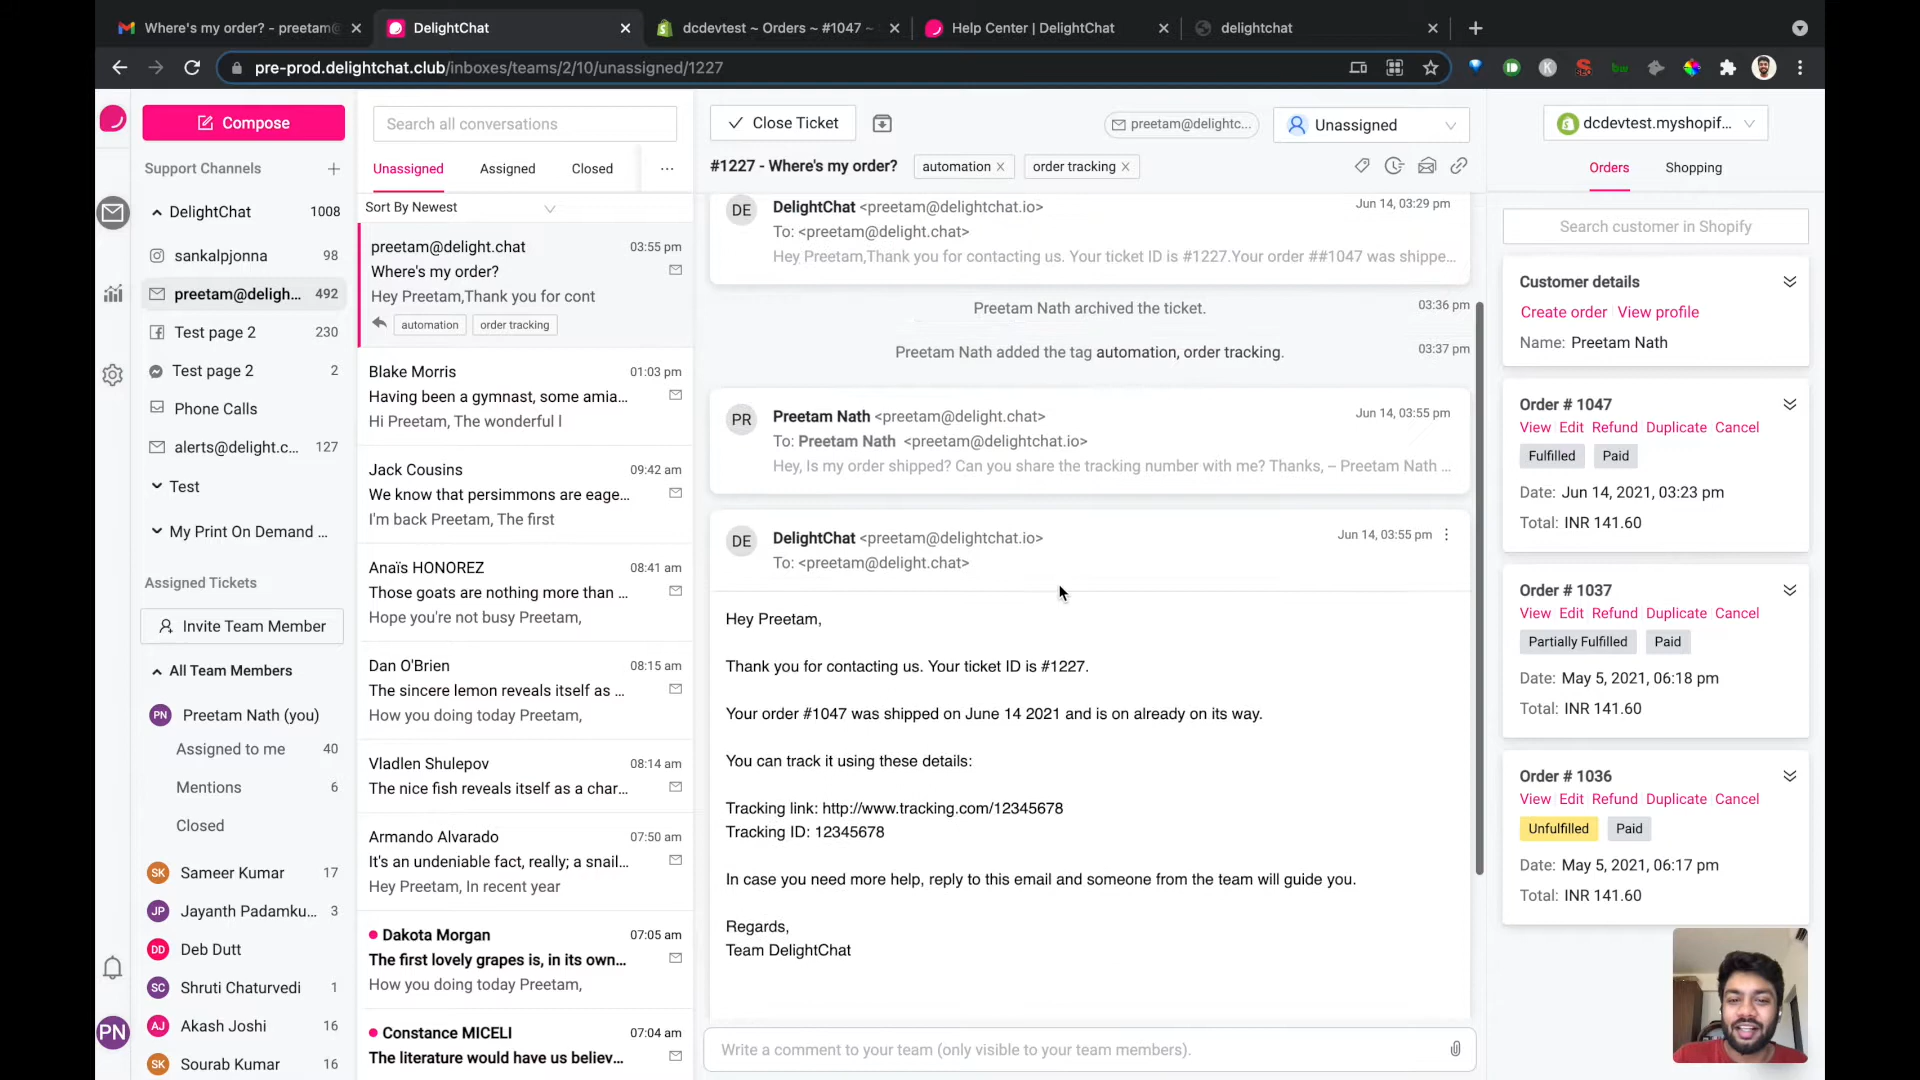 Where's my order? - preetam@
DelightChat
dcdevtest ~ Orders ~ #1047 ~
Help Center | DelightChat
delightchat
pre-prod.delightchat.club/inboxes/teams/2/10/unassigned/1227
Compose
Support Channels
DelightChat 1008
sankalpjonna 98
preetam@deligh... 492
Test page 2 230
Test page 2 2
Phone Calls
alerts@delight.c... 127
Test
My Print On Demand ...
Assigned Tickets
Invite Team Member
All Team Members
PN Preetam Nath (you)
Assigned to me 40
Mentions 6
Closed
SK Sameer Kumar 17
JP Jayanth Padamku... 3
DD Deb Dutt
SC Shruti Chaturvedi 1
AJ Akash Joshi 16
SK Sourab Kumar 16
PN
Search all conversations
Unassigned Assigned Closed ...
Sort By Newest
preetam@delight.chat 03:55 pm
Where's my order?
Hey Preetam,Thank you for cont
automation order tracking
Blake Morris 01:03 pm
Having been a gymnast, some amia...
Hi Preetam, The wonderful l
Jack Cousins 09:42 am
We know that persimmons are eage...
I'm back Preetam, The first
Anaïs HONOREZ 08:41 am
Those goats are nothing more than ...
Hope you're not busy Preetam,
Dan O'Brien 08:15 am
The sincere lemon reveals itself as ...
How you doing today Preetam,
Vladlen Shulepov 08:14 am
The nice fish reveals itself as a char...
Armando Alvarado 07:50 am
It's an undeniable fact, really; a snail...
Hey Preetam, In recent year
Dakota Morgan 07:05 am
The first lovely grapes is, in its own...
How you doing today Preetam,
Constance MICELI 07:04 am
The literature would have us believ...
Close Ticket
preetam@delightc...
Unassigned
#1227 - Where's my order? automation × order tracking ×
DE DelightChat <preetam@delightchat.io> Jun 14, 03:29 pm
To: <preetam@delight.chat>
Hey Preetam,Thank you for contacting us. Your ticket ID is #1227.Your order ##1047 was shippe...
Preetam Nath archived the ticket. 03:36 pm
Preetam Nath added the tag automation, order tracking. 03:37 pm
PR Preetam Nath <preetam@delight.chat> Jun 14, 03:55 pm
To: Preetam Nath <preetam@delightchat.io>
Hey, Is my order shipped? Can you share the tracking number with me? Thanks, – Preetam Nath ...
DE DelightChat <preetam@delightchat.io> Jun 14, 03:55 pm
To: <preetam@delight.chat>
Hey Preetam,
Thank you for contacting us. Your ticket ID is #1227.
Your order #1047 was shipped on June 14 2021 and is on already on its way.
You can track it using these details:
Tracking link: http://www.tracking.com/12345678
Tracking ID: 12345678
In case you need more help, reply to this email and someone from the team will guide you.
Regards,
Team DelightChat
Write a comment to your team (only visible to your team members).
dcdevtest.myshopif...
Orders Shopping
Search customer in Shopify
Customer details
Create order View profile
Name: Preetam Nath
Order # 1047
View Edit Refund Duplicate Cancel
Fulfilled Paid
Date: Jun 14, 2021, 03:23 pm
Total: INR 141.60
Order # 1037
View Edit Refund Duplicate Cancel
Partially Fulfilled Paid
Date: May 5, 2021, 06:18 pm
Total: INR 141.60
Order # 1036
View Edit Refund Duplicate Cancel
Unfulfilled Paid
Date: May 5, 2021, 06:17 pm
Total: INR 141.60